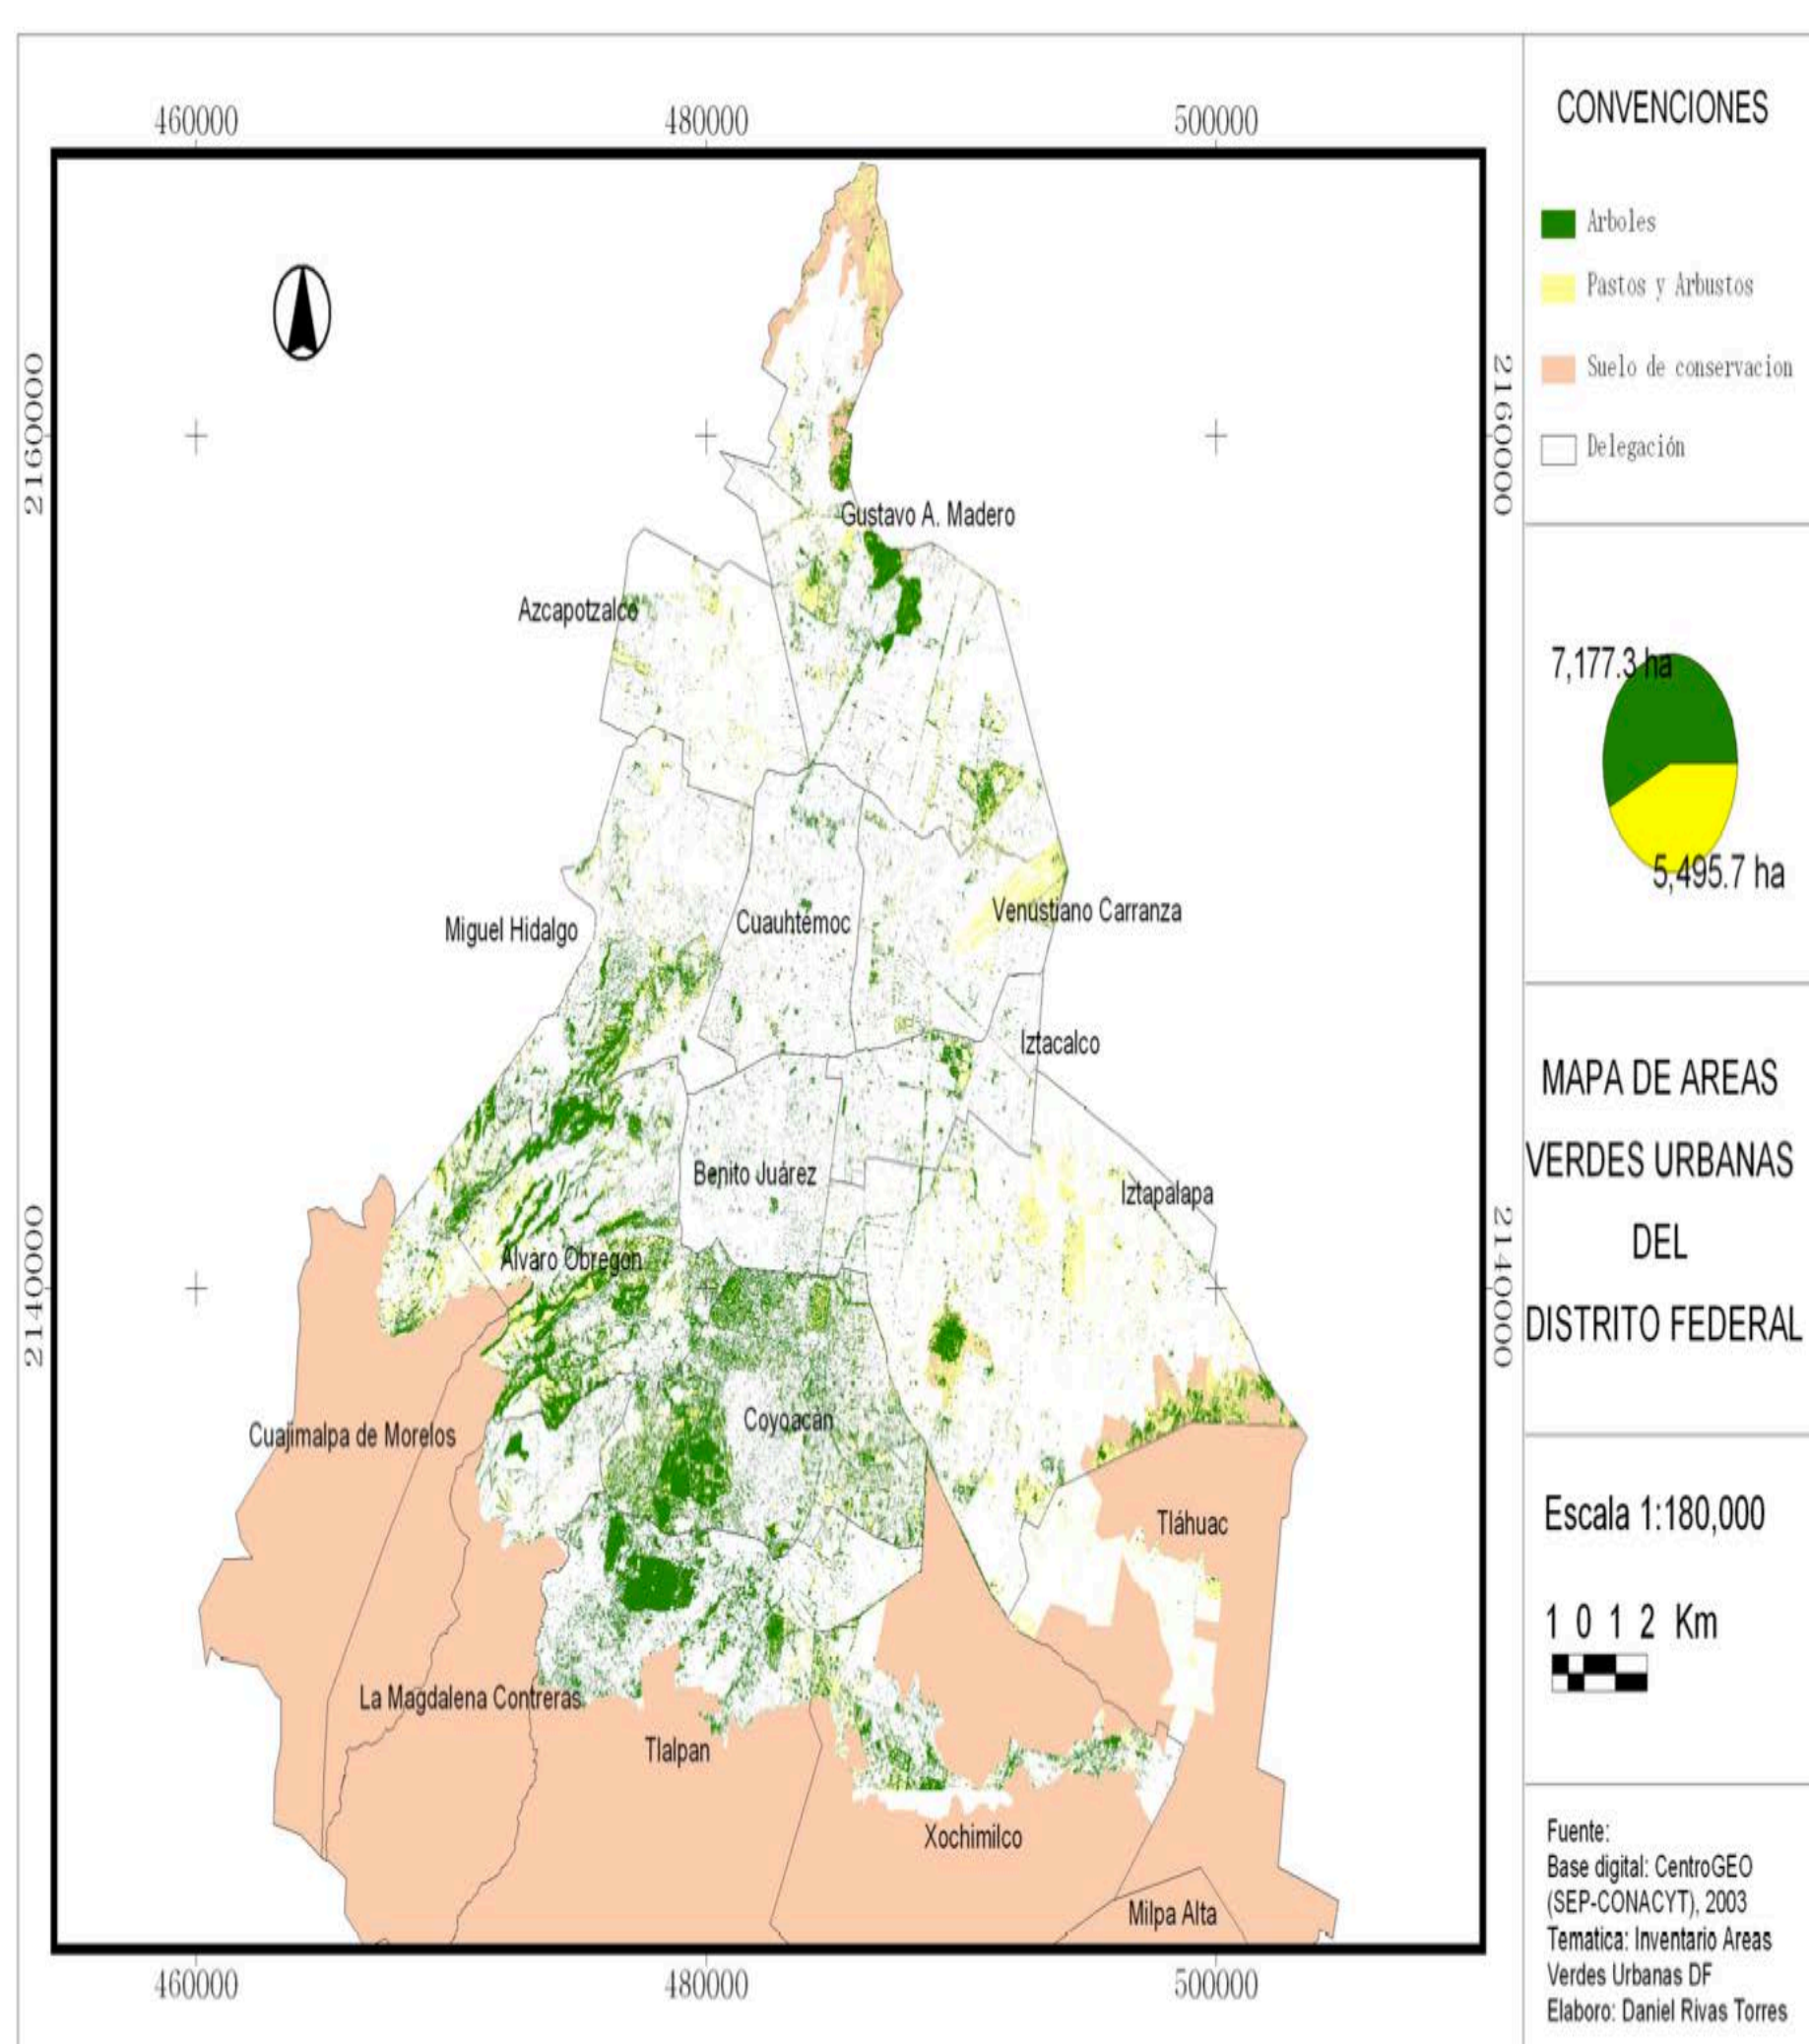 460000 480000 500000
2160000 2160000
Gustavo A. Madero
Azcapotzalco
Miguel Hidalgo
Cuauhtemoc
Venustiano Carranza
Iztacalco
Benito Juárez
Iztapalapa
Alvaro Obregon
2140000 2140000
Coyoacan
Cuajimalpa de Morelos
Tláhuac
La Magdalena Contreras
Tlalpan
Xochimilco
Milpa Alta
460000 480000 500000
CONVENCIONES
Arboles
Pastos y Arbustos
Suelo de conservacion
Delegación
7,177.3 ha
5,495.7 ha
MAPA DE AREAS
VERDES URBANAS
DEL
DISTRITO FEDERAL
Escala 1:180,000
1 0 1 2 Km
Fuente:
Base digital: CentroGEO
(SEP-CONACYT), 2003
Tematica: Inventario Areas
Verdes Urbanas DF
Elaboro: Daniel Rivas Torres